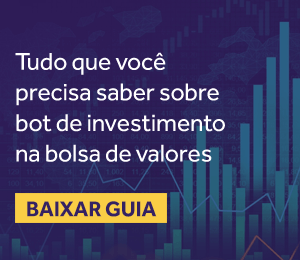 Tudo que você
precisa saber sobre
bot de investimento
na bolsa de valores
BAIXAR GUIA